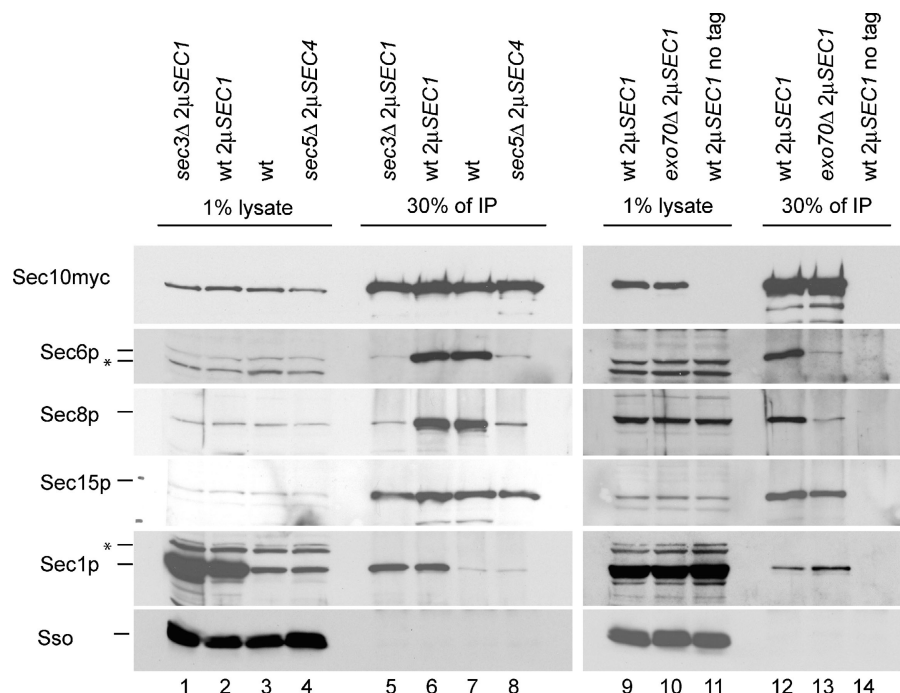 sec3Δ 2µSEC1
wt 2µSEC1
wt
sec5Δ 2µSEC4
sec3Δ 2µSEC1
wt 2µSEC1
wt
sec5Δ 2µSEC4
wt 2µSEC1
exo70Δ 2µSEC1
wt 2µSEC1 no tag
wt 2µSEC1
exo70Δ 2µSEC1
wt 2µSEC1 no tag
1% lysate 30% of IP 1% lysate 30% of IP
Sec10myc
Sec6p
*
Sec8p
Sec15p
*
Sec1p
Sso
1 2 3 4 5 6 7 8 9 10 11 12 13 14